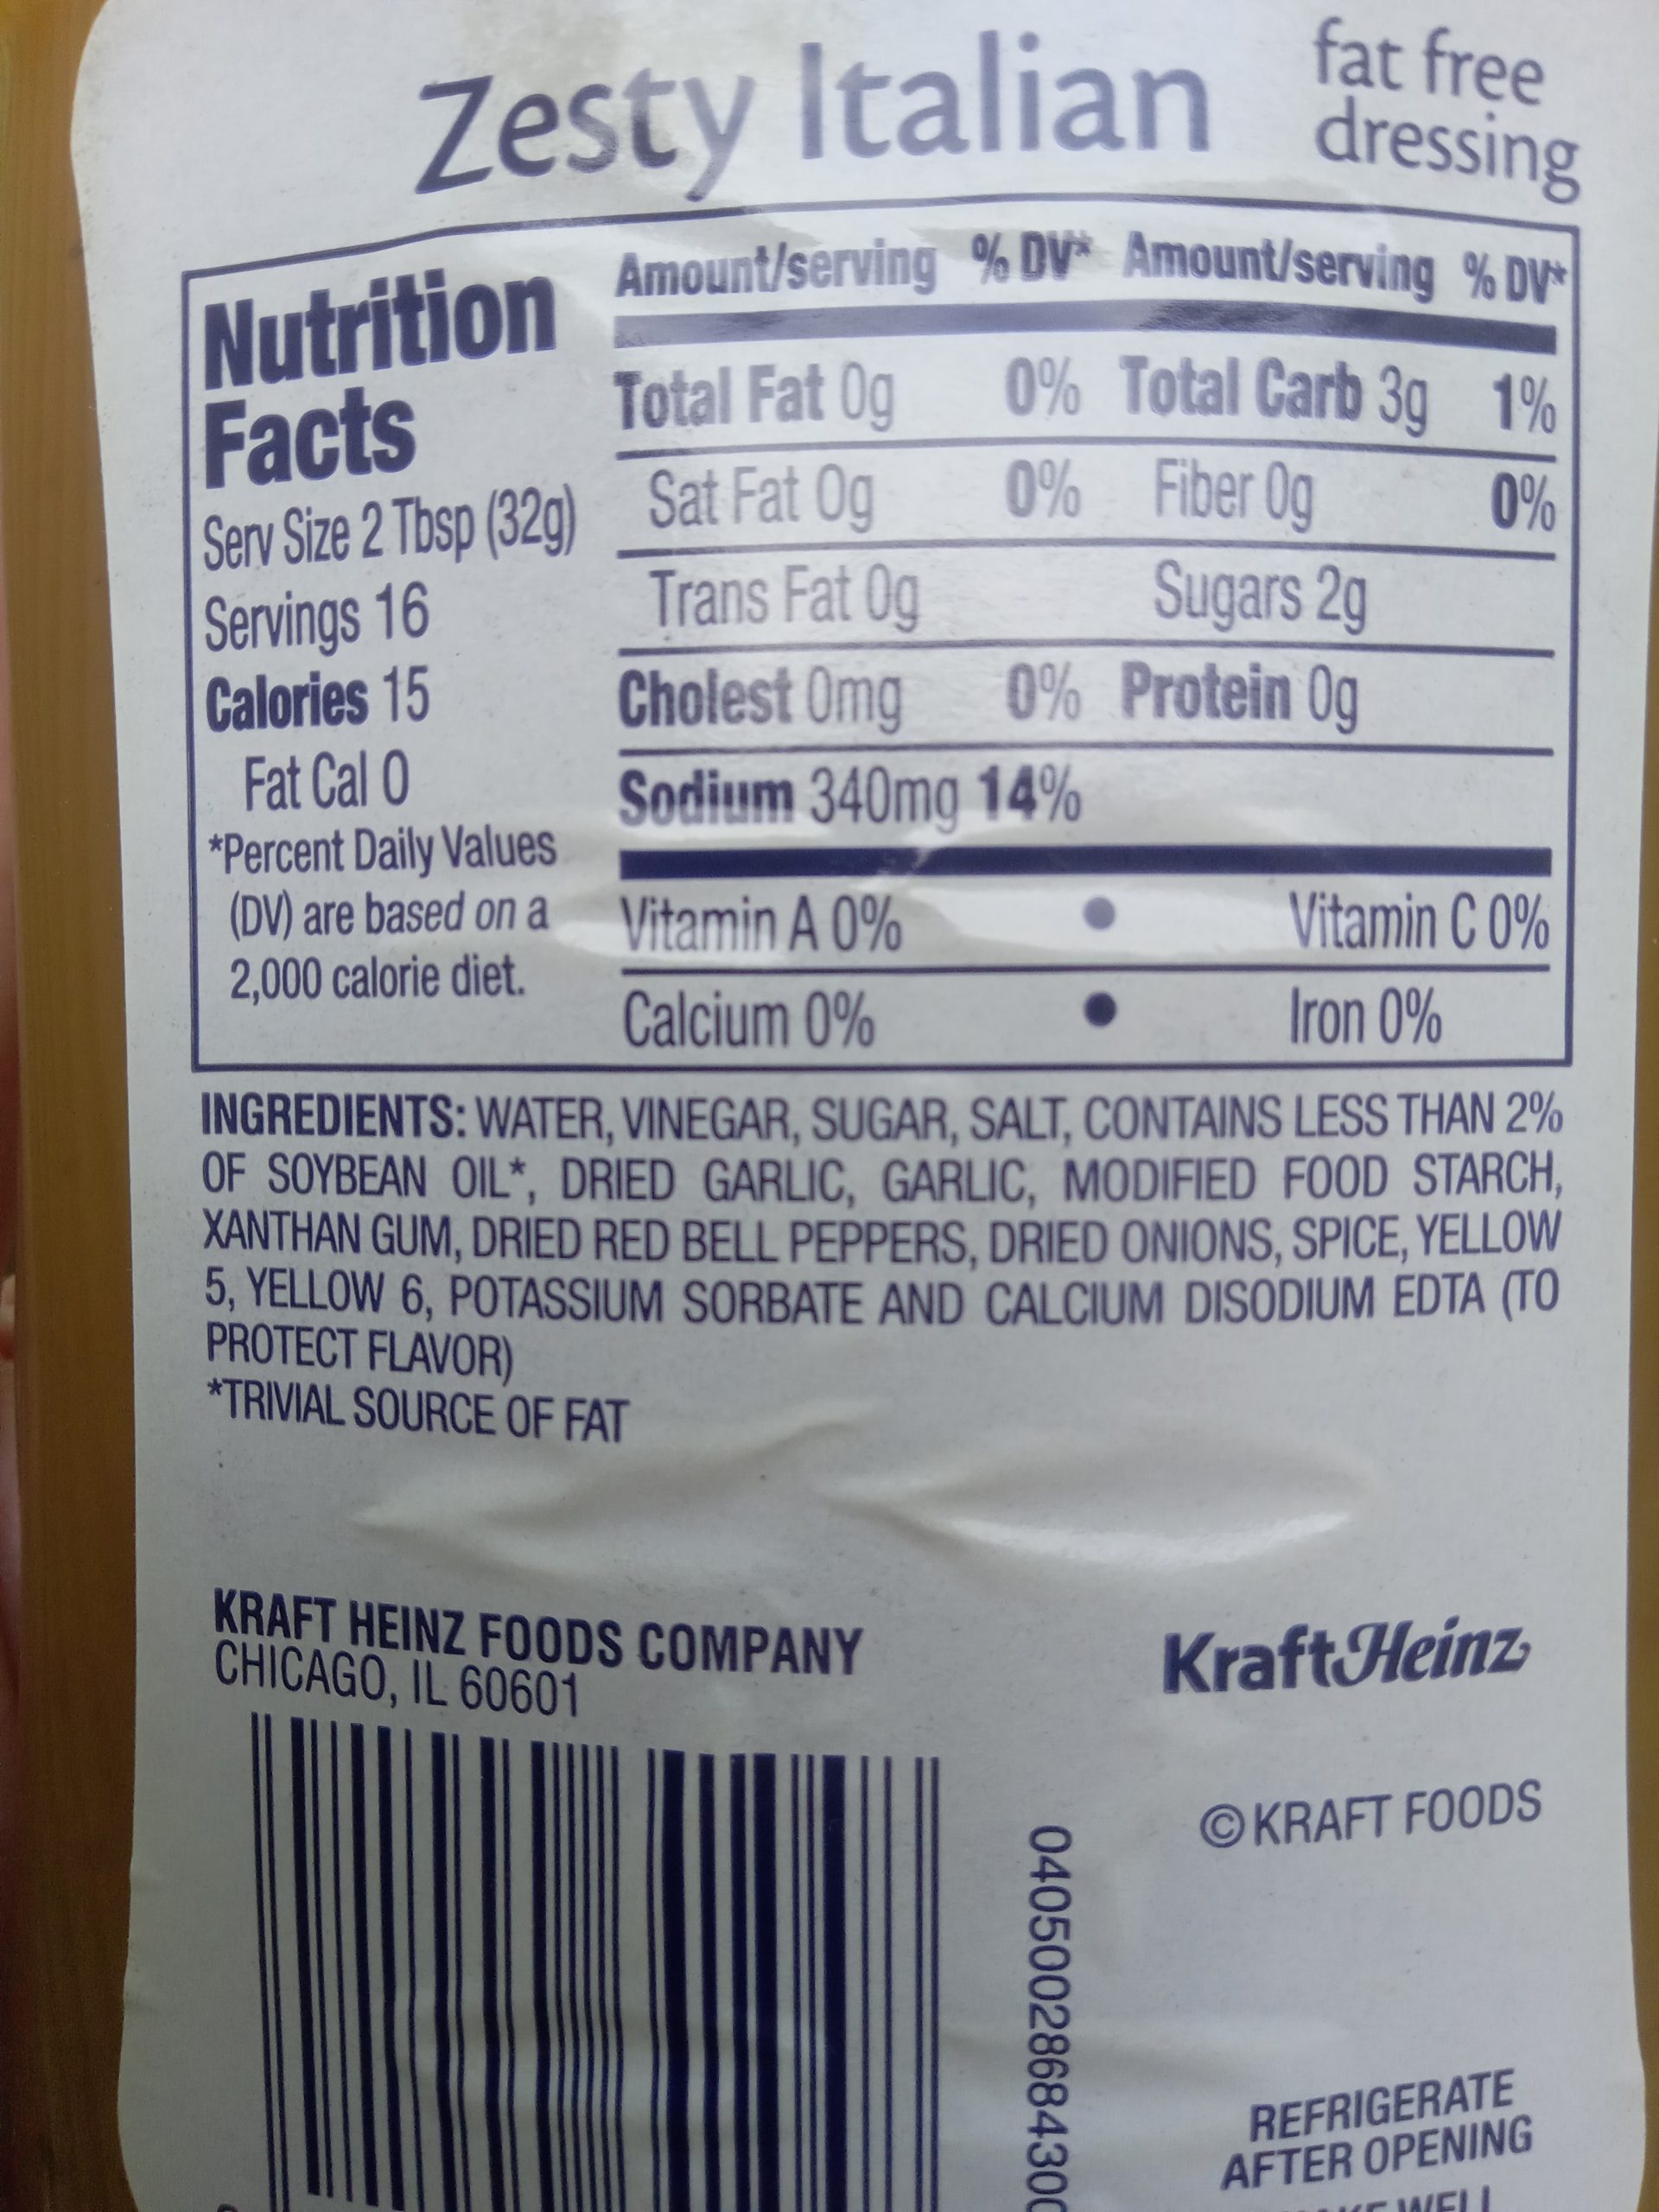 Zesty Italian fat free
dressing
Nutrition
Facts
Serv Size 2 Tbsp (32g)
Servings 16
Calories 15
Fat Cal 0
*Percent Daily Values
(DV) are based on a
2,000 calorie diet.
Amount/serving % DV* Amount/serving % DV*
Total Fat 0g 0% Total Carb 3g 1%
Sat Fat 0g 0% Fiber 0g 0%
Trans Fat 0g Sugars 2g
Cholest 0mg 0% Protein 0g
Sodium 340mg 14%
Vitamin A 0% • Vitamin C 0%
Calcium 0% • Iron 0%
INGREDIENTS: WATER, VINEGAR, SUGAR, SALT, CONTAINS LESS THAN 2%
OF SOYBEAN OIL*, DRIED GARLIC, GARLIC, MODIFIED FOOD STARCH,
XANTHAN GUM, DRIED RED BELL PEPPERS, DRIED ONIONS, SPICE, YELLOW
5, YELLOW 6, POTASSIUM SORBATE AND CALCIUM DISODIUM EDTA (TO
PROTECT FLAVOR)
*TRIVIAL SOURCE OF FAT
KRAFT HEINZ FOODS COMPANY
CHICAGO, IL 60601
KraftHeinz
© KRAFT FOODS
04050028684300
REFRIGERATE
AFTER OPENING
WELL